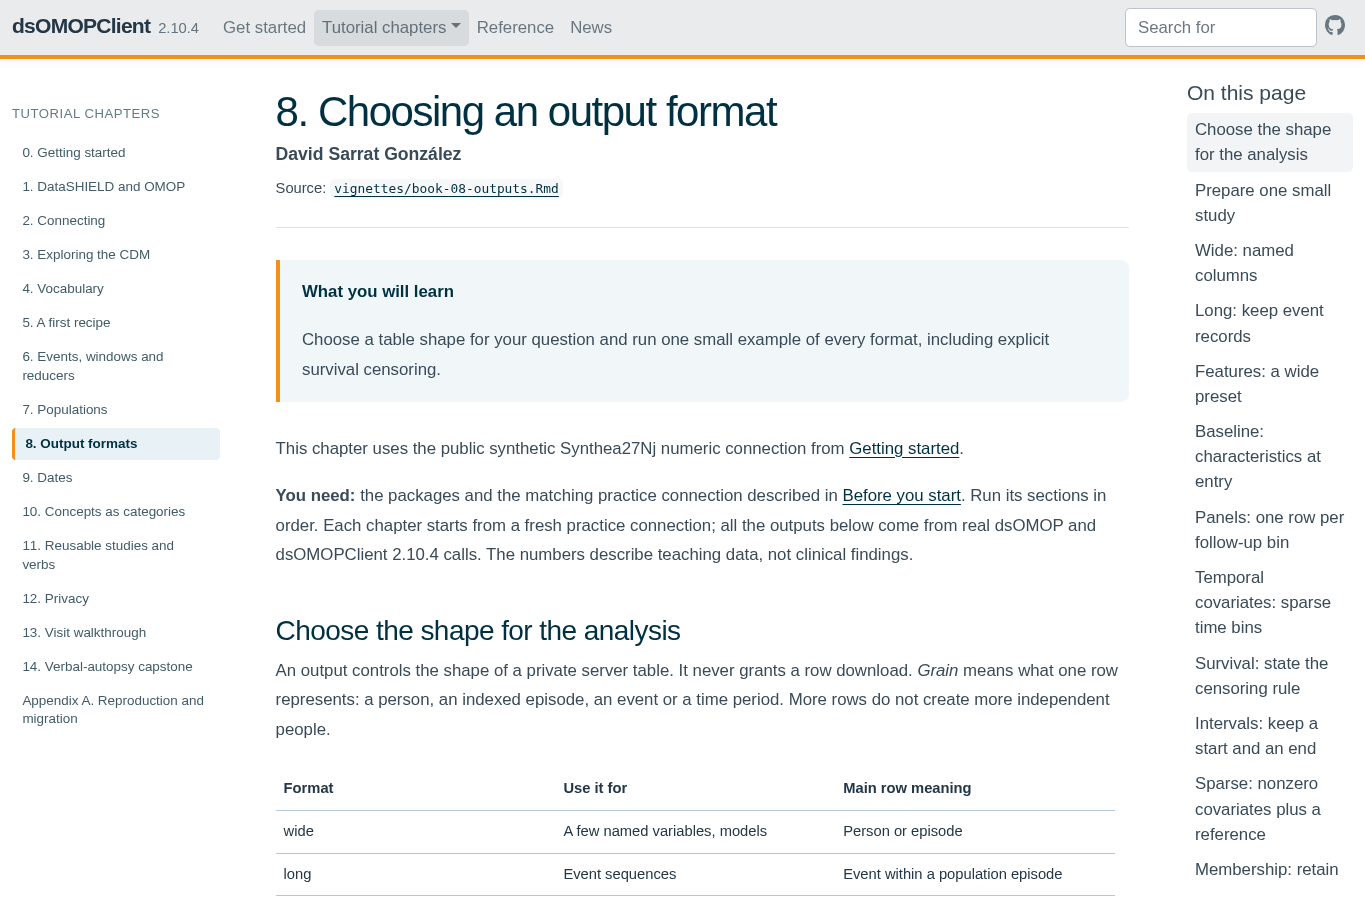 dsOMOPClient 2.10.4 Get started Tutorial chapters Reference News Search for
TUTORIAL CHAPTERS
0. Getting started
1. DataSHIELD and OMOP
2. Connecting
3. Exploring the CDM
4. Vocabulary
5. A first recipe
6. Events, windows and
reducers
7. Populations
8. Output formats
9. Dates
10. Concepts as categories
11. Reusable studies and
verbs
12. Privacy
13. Visit walkthrough
14. Verbal-autopsy capstone
Appendix A. Reproduction and
migration
8. Choosing an output format
David Sarrat González
Source: vignettes/book-08-outputs.Rmd
What you will learn
Choose a table shape for your question and run one small example of every format, including explicit
survival censoring.
This chapter uses the public synthetic Synthea27Nj numeric connection from Getting started.
You need: the packages and the matching practice connection described in Before you start. Run its sections in
order. Each chapter starts from a fresh practice connection; all the outputs below come from real dsOMOP and
dsOMOPClient 2.10.4 calls. The numbers describe teaching data, not clinical findings.
Choose the shape for the analysis
An output controls the shape of a private server table. It never grants a row download. Grain means what one row
represents: a person, an indexed episode, an event or a time period. More rows do not create more independent
people.
Format Use it for Main row meaning
wide A few named variables, models Person or episode
long Event sequences Event within a population episode
On this page
Choose the shape
for the analysis
Prepare one small
study
Wide: named
columns
Long: keep event
records
Features: a wide
preset
Baseline:
characteristics at
entry
Panels: one row per
follow-up bin
Temporal
covariates: sparse
time bins
Survival: state the
censoring rule
Intervals: keep a
start and an end
Sparse: nonzero
covariates plus a
reference
Membership: retain